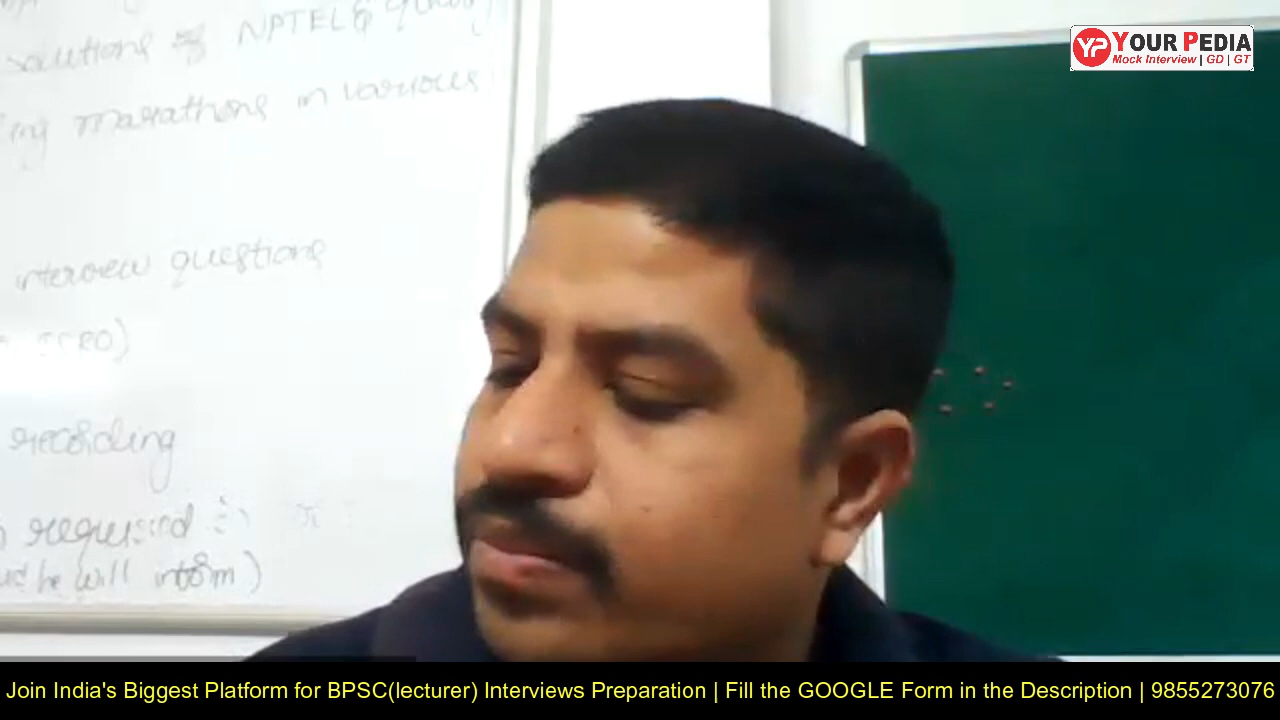 solutions of NPTEL &
marathons in various
interview questions
recording
required
will inform)
YP YOUR PEDIA
Mock Interview | GD | GT
Join India's Biggest Platform for BPSC(lecturer) Interviews Preparation | Fill the GOOGLE Form in the Description | 9855273076